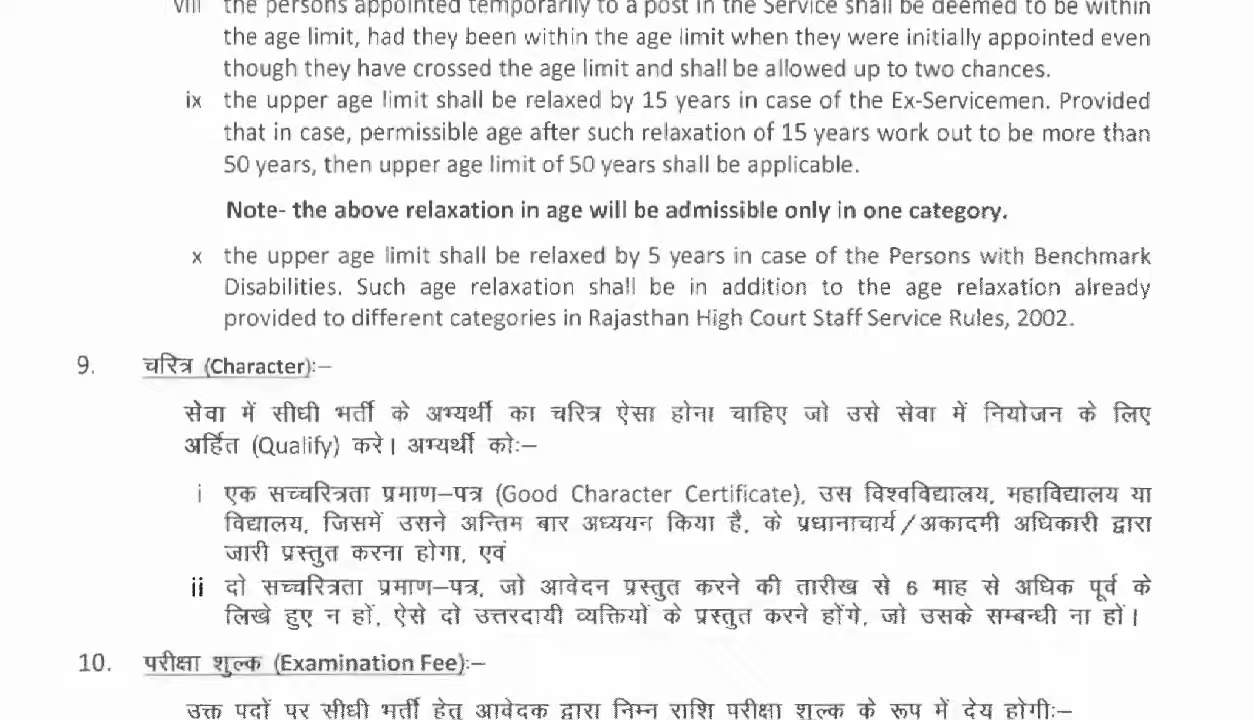 viii the persons appointed temporarily to a post in the Service shall be deemed to be within
the age limit, had they been within the age limit when they were initially appointed even
though they have crossed the age limit and shall be allowed up to two chances.
ix the upper age limit shall be relaxed by 15 years in case of the Ex-Servicemen. Provided
that in case, permissible age after such relaxation of 15 years work out to be more than
50 years, then upper age limit of 50 years shall be applicable.
Note- the above relaxation in age will be admissible only in one category.
x the upper age limit shall be relaxed by 5 years in case of the Persons with Benchmark
Disabilities. Such age relaxation shall be in addition to the age relaxation already
provided to different categories in Rajasthan High Court Staff Service Rules, 2002.
9. चरित्र (Character):–
सेवा में सीधी भर्ती के अभ्यर्थी का चरित्र ऐसा होना चाहिए जो उसे सेवा में नियोजन के लिए
अर्हित (Qualify) करे। अभ्यर्थी को:–
i एक सच्चरित्रता प्रमाण–पत्र (Good Character Certificate), उस विश्वविद्यालय, महाविद्यालय या
विद्यालय, जिसमें उसने अन्तिम बार अध्ययन किया है, के प्रधानाचार्य/अकादमी अधिकारी द्वारा
जारी प्रस्तुत करना होगा, एवं
ii दो सच्चरित्रता प्रमाण–पत्र, जो आवेदन प्रस्तुत करने की तारीख से 6 माह से अधिक पूर्व के
लिखे हुए न हों, ऐसे दो उत्तरदायी व्यक्तियों के प्रस्तुत करने होंगे, जो उसके सम्बन्धी ना हों।
10. परीक्षा शुल्क (Examination Fee):–
उक्त पदों पर सीधी भर्ती हेतु आवेदक द्वारा निम्न राशि परीक्षा शुल्क के रूप में देय होगी:–